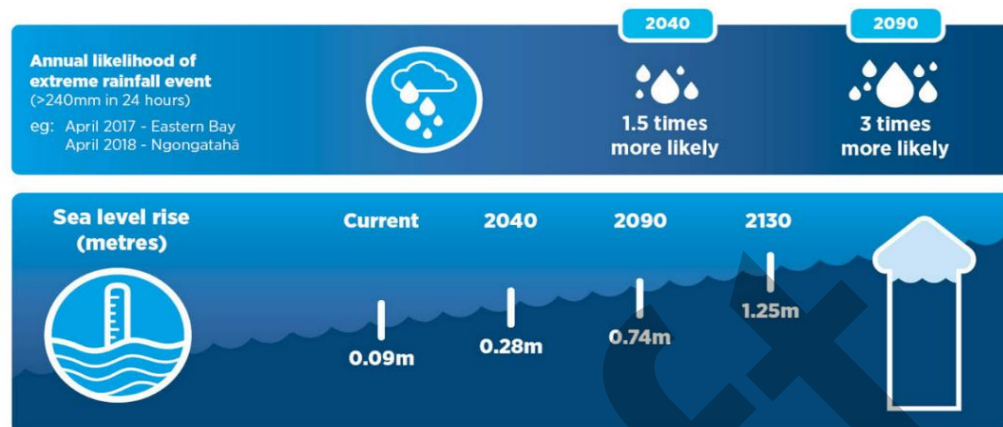 2040
2090
Annual likelihood of
extreme rainfall event
(>240mm in 24 hours)
eg: April 2017 - Eastern Bay
April 2018 - Ngongatahā
1.5 times
more likely
3 times
more likely
Sea level rise
(metres)
Current
2040
2090
2130
0.09m
0.28m
0.74m
1.25m